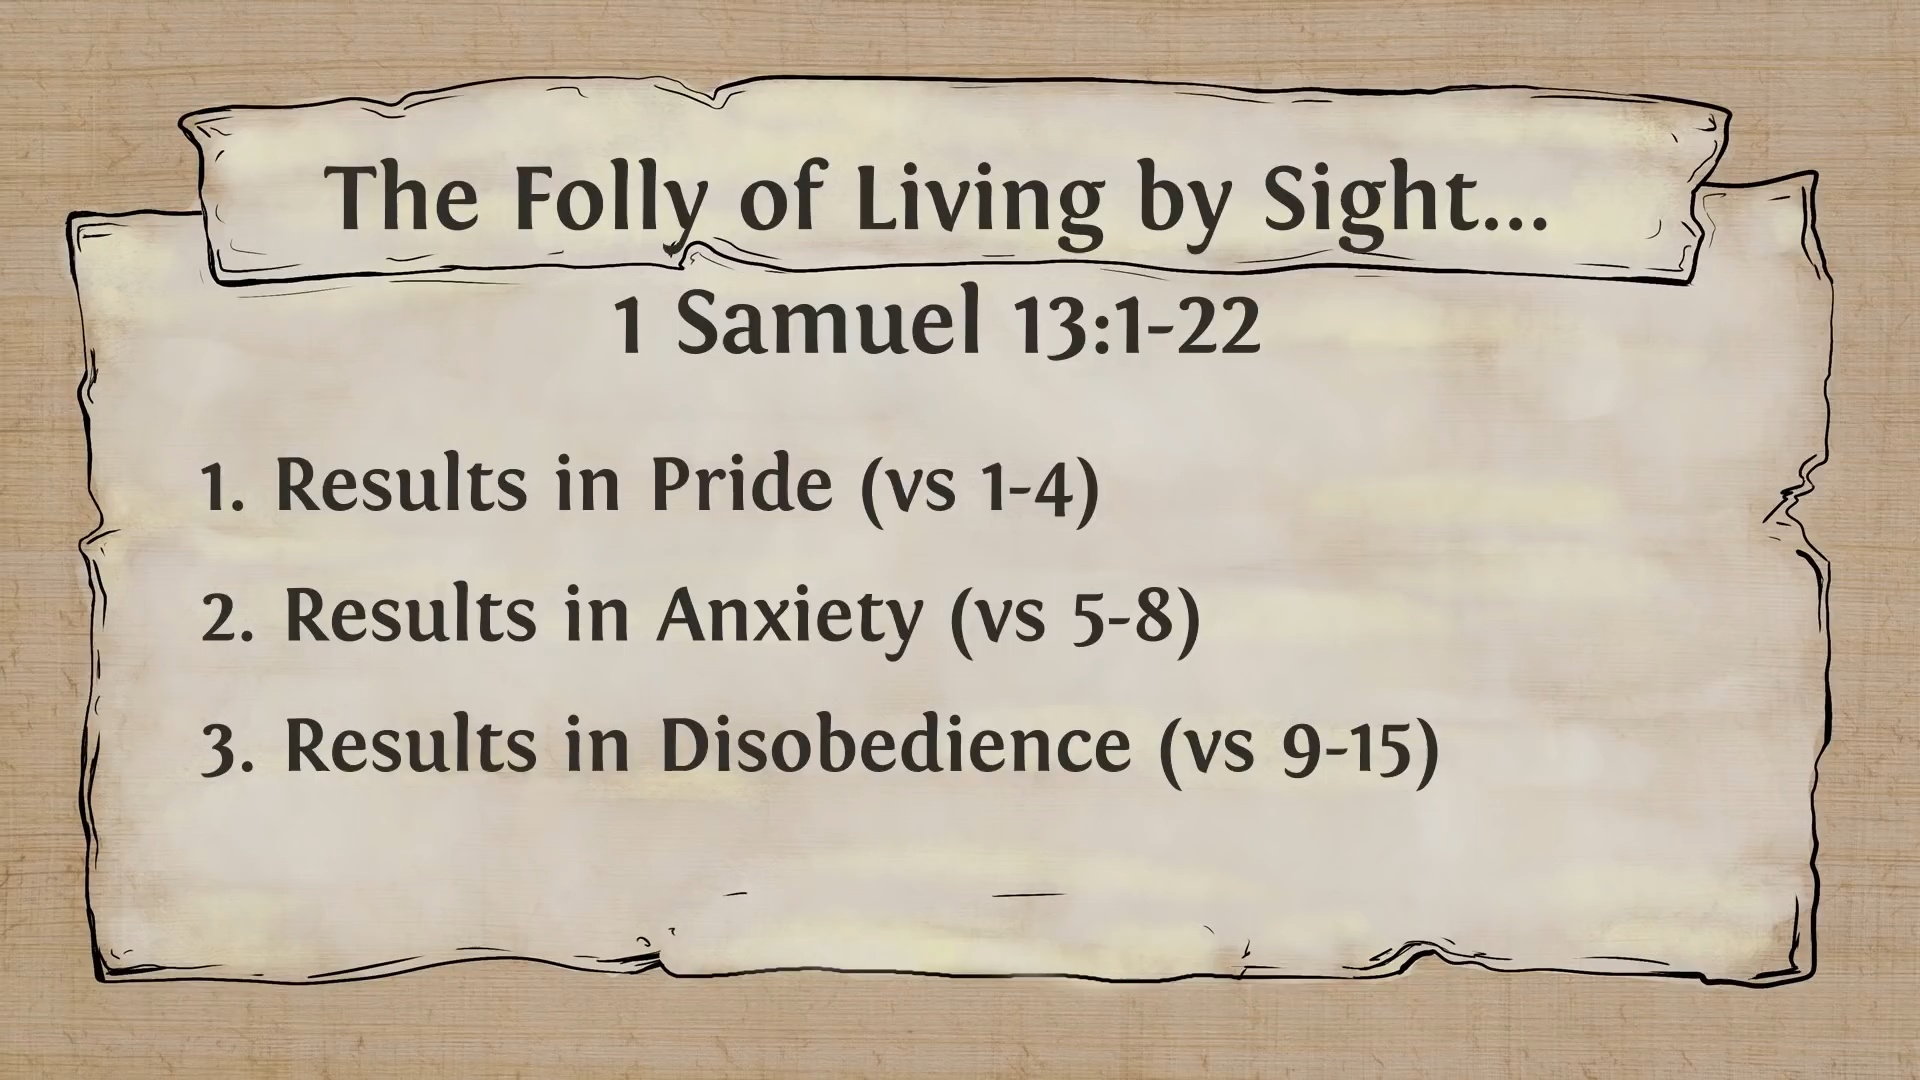 The Folly of Living by Sight...
1 Samuel 13:1-22
1. Results in Pride (vs 1-4)
2. Results in Anxiety (vs 5-8)
3. Results in Disobedience (vs 9-15)